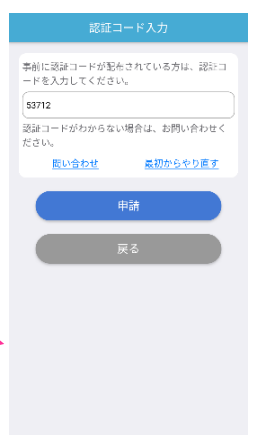 認証コード入力
事前に認証コードが配布されている方は、認証コ
ードを入力してください。
53712
認証コードがわからない場合は、お問い合わせく
ださい。
問い合わせ 最初からやり直す
申請
戻る